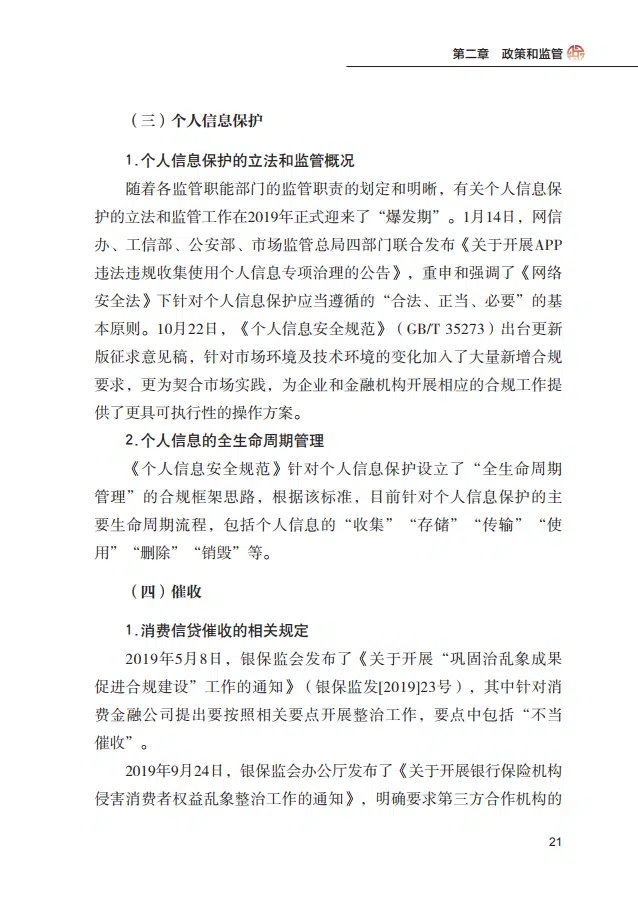 第二章 政策和监管
（三）个人信息保护
1.个人信息保护的立法和监管概况
随着各监管职能部门的监管职责的划定和明晰，有关个人信息保
护的立法和监管工作在2019年正式迎来了“爆发期”。1月14日，网信
办、工信部、公安部、市场监管总局四部门联合发布《关于开展APP
违法违规收集使用个人信息专项治理的公告》，重申和强调了《网络
安全法》下针对个人信息保护应当遵循的“合法、正当、必要”的基
本原则。10月22日，《个人信息安全规范》（GB/T 35273）出台更新
版征求意见稿，针对市场环境及技术环境的变化加入了大量新增合规
要求，更为契合市场实践，为企业和金融机构开展相应的合规工作提
供了更具可执行性的操作方案。
2.个人信息的全生命周期管理
《个人信息安全规范》针对个人信息保护设立了“全生命周期
管理”的合规框架思路，根据该标准，目前针对个人信息保护的主
要生命周期流程，包括个人信息的“收集”“存储”“传输”“使
用”“删除”“销毁”等。
（四）催收
1.消费信贷催收的相关规定
2019年5月8日，银保监会发布了《关于开展“巩固治乱象成果
促进合规建设”工作的通知》（银保监发[2019]23号），其中针对消
费金融公司提出要按照相关要点开展整治工作，要点中包括“不当
催收”。
2019年9月24日，银保监会办公厅发布了《关于开展银行保险机构
侵害消费者权益乱象整治工作的通知》，明确要求第三方合作机构的
21